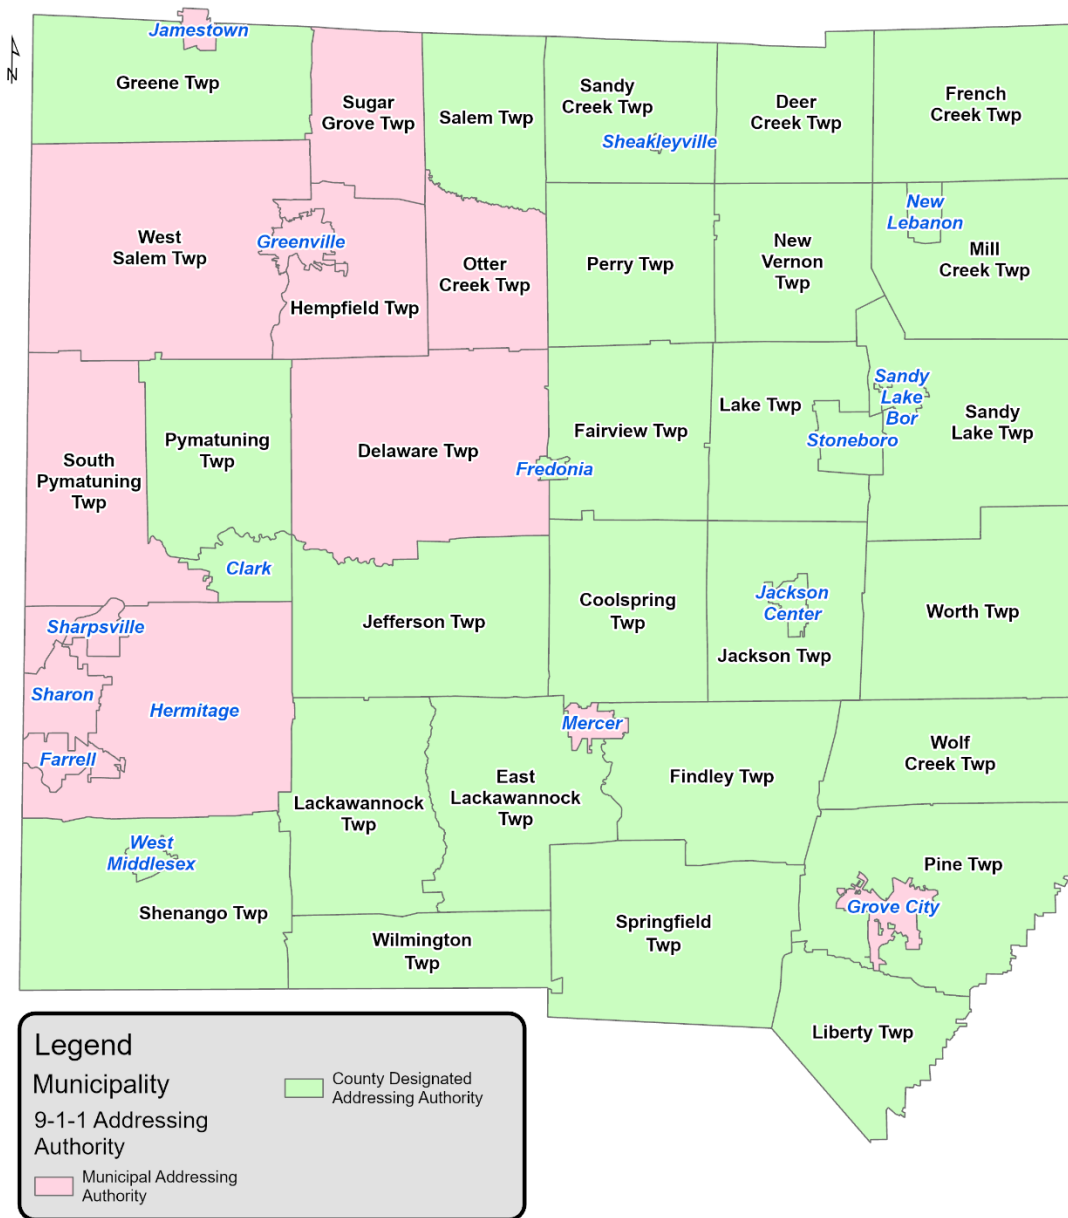 Jamestown
N
Greene Twp
Sugar
Grove Twp
Salem Twp
Sandy
Creek Twp
Sheakleyville
Deer
Creek Twp
French
Creek Twp
West
Salem Twp
Greenville
Hempfield Twp
Otter
Creek Twp
Perry Twp
New
Vernon
Twp
New
Lebanon
Mill
Creek Twp
South
Pymatuning
Twp
Pymatuning
Twp
Delaware Twp
Fredonia
Fairview Twp
Lake Twp
Stoneboro
Sandy
Lake
Bor
Sandy
Lake Twp
Clark
Jefferson Twp
Coolspring
Twp
Jackson
Center
Jackson Twp
Worth Twp
Sharpsville
Sharon
Hermitage
Farrell
Mercer
Lackawannock
Twp
East
Lackawannock
Twp
Findley Twp
Wolf
Creek Twp
West
Middlesex
Shenango Twp
Wilmington
Twp
Springfield
Twp
Pine Twp
Grove City
Liberty Twp
Legend
Municipality
9-1-1 Addressing
Authority
Municipal Addressing
Authority
County Designated
Addressing Authority